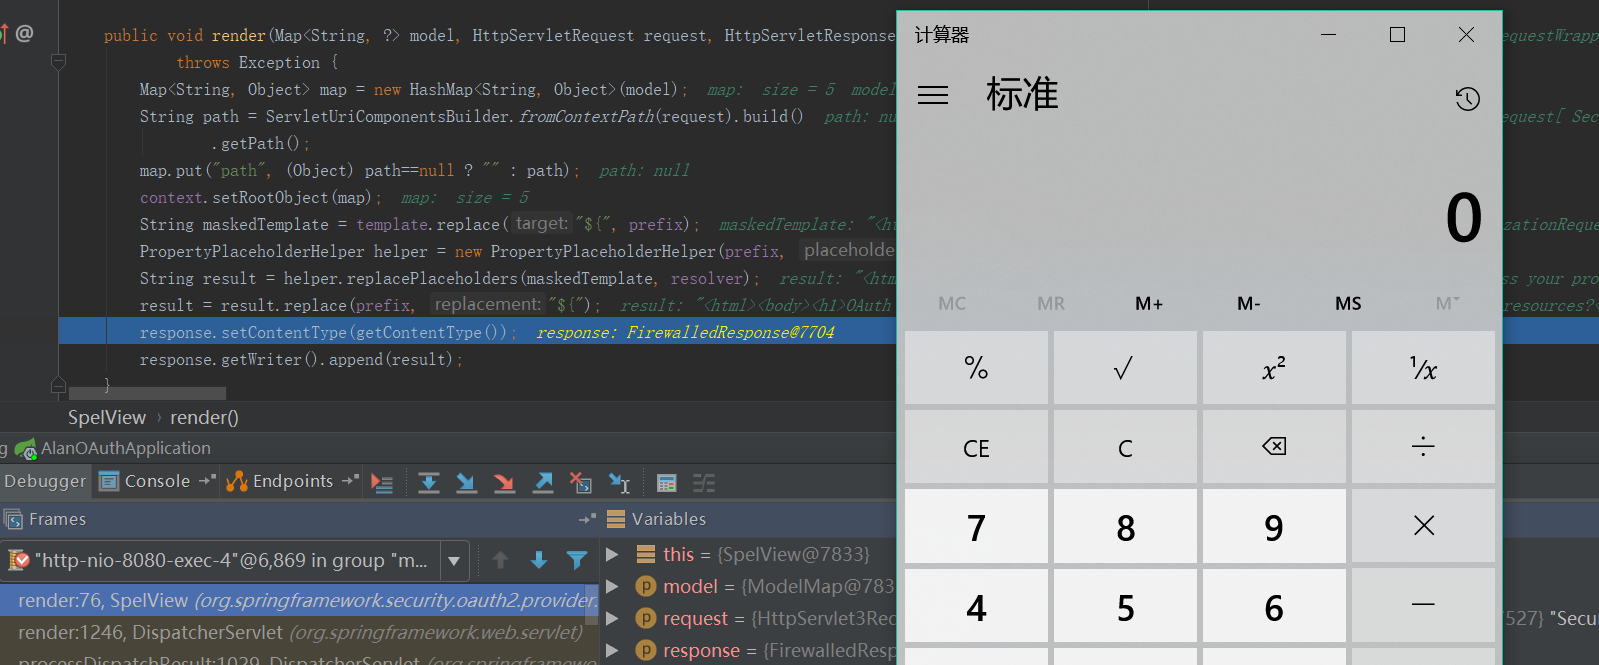 public void render(Map<String, ?> model, HttpServletRequest request, HttpServletResponse
throws Exception {
Map<String, Object> map = new HashMap<String, Object>(model); map: size = 5 model
String path = ServletUriComponentsBuilder.fromContextPath(request).build() path: nu
.getPath();
map.put("path", (Object) path==null ? "" : path); path: null
context.setRootObject(map); map: size = 5
String maskedTemplate = template.replace( target: "${", prefix); maskedTemplate: "<ht
PropertyPlaceholderHelper helper = new PropertyPlaceholderHelper(prefix, placeholde
String result = helper.replacePlaceholders(maskedTemplate, resolver); result: "<htm
result = result.replace(prefix, replacement: "${"); result: "<html><body><h1>OAuth
response.setContentType(getContentType()); response: FirewalledResponse@7704
response.getWriter().append(result);
}
equestWrapp
equest[ Sec
zationReque
ss your pro
resources?<
SpelView › render()
g AlanOAuthApplication
Debugger Console Endpoints
Frames
Variables
"http-nio-8080-exec-4"@6,869 in group "m...
render:76, SpelView (org.springframework.security.oauth2.provider.
render:1246, DispatcherServlet (org.springframework.web.servlet)
processDispatchResult:1029, DispatcherServlet (org.springframewo
this = {SpelView@7833}
model = {ModelMap@783
request = {HttpServlet3Rec
527} "Secu
response = {FirewalledResp
计算器
标准
0
MC MR M+ M- MS M
% √ x² ¹/x
CE C ÷
7 8 9 ×
4 5 6 −